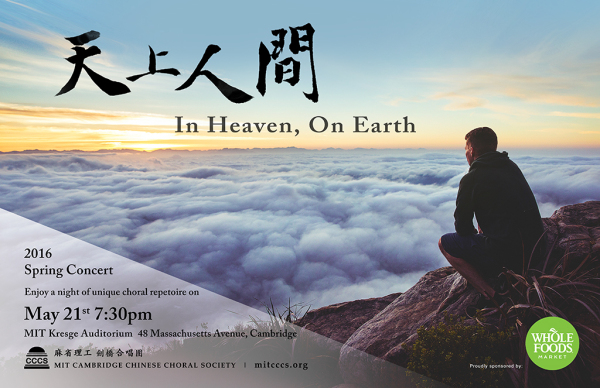 天上人間
In Heaven, On Earth
2016
Spring Concert
Enjoy a night of unique choral repetoire on
May 21st 7:30pm
MIT Kresge Auditorium 48 Massachusetts Avenue, Cambridge
CCCS
麻省理工 劍橋合唱團
MIT CAMBRIDGE CHINESE CHORAL SOCIETY | mitcccs.org
WHOLE
FOODS
MARKET
Proudly sponsored by: